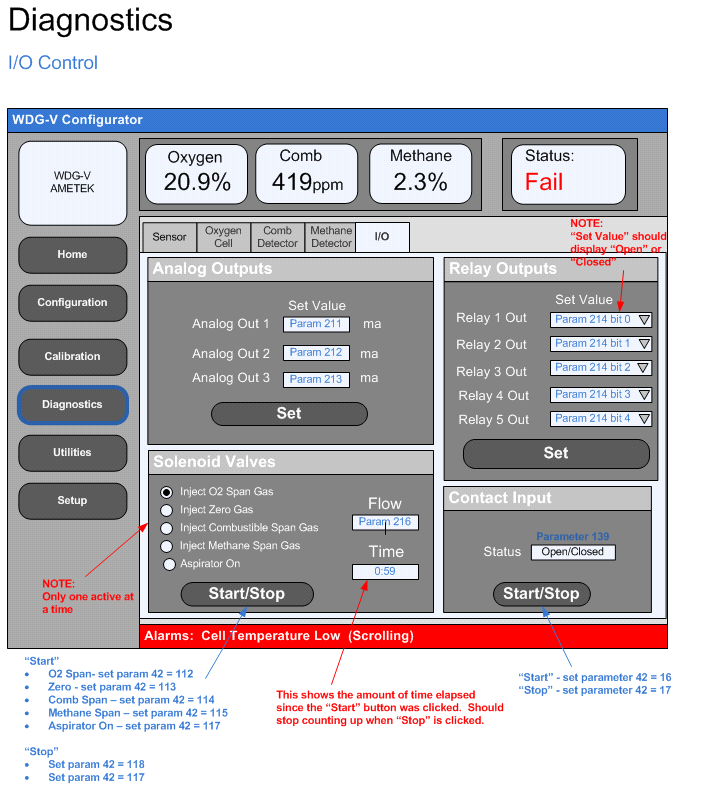 Diagnostics
I/O Control
WDG-V Configurator
WDG-V
AMETEK
Home
Configuration
Calibration
Diagnostics
Utilities
Setup
Oxygen
20.9%
Comb
419ppm
Methane
2.3%
Status:
Fail
Sensor
Oxygen
Cell
Comb
Detector
Methane
Detector
I/O
NOTE:
“Set Value” should
display “Open” or
“Closed”
Analog Outputs
Set Value
Analog Out 1 Param 211 ma
Analog Out 2 Param 212 ma
Analog Out 3 Param 213 ma
Set
Relay Outputs
Set Value
Relay 1 Out Param 214 bit 0
Relay 2 Out Param 214 bit 1
Relay 3 Out Param 214 bit 2
Relay 4 Out Param 214 bit 3
Relay 5 Out Param 214 bit 4
Set
Solenoid Valves
Inject O2 Span Gas
Inject Zero Gas
Inject Combustible Span Gas
Inject Methane Span Gas
Aspirator On
Flow
Param 216
Time
0:59
Start/Stop
Contact Input
Parameter 139
Status Open/Closed
Start/Stop
NOTE:
Only one active at
a time
Alarms: Cell Temperature Low (Scrolling)
“Start”
• O2 Span- set param 42 = 112
• Zero - set param 42 = 113
• Comb Span – set param 42 = 114
• Methane Span – set param 42 = 115
• Aspirator On – set param 42 = 117
“Stop”
• Set param 42 = 118
• Set param 42 = 117
This shows the amount of time elapsed
since the “Start” button was clicked. Should
stop counting up when “Stop” is clicked.
“Start” - set parameter 42 = 16
“Stop” - set parameter 42 = 17